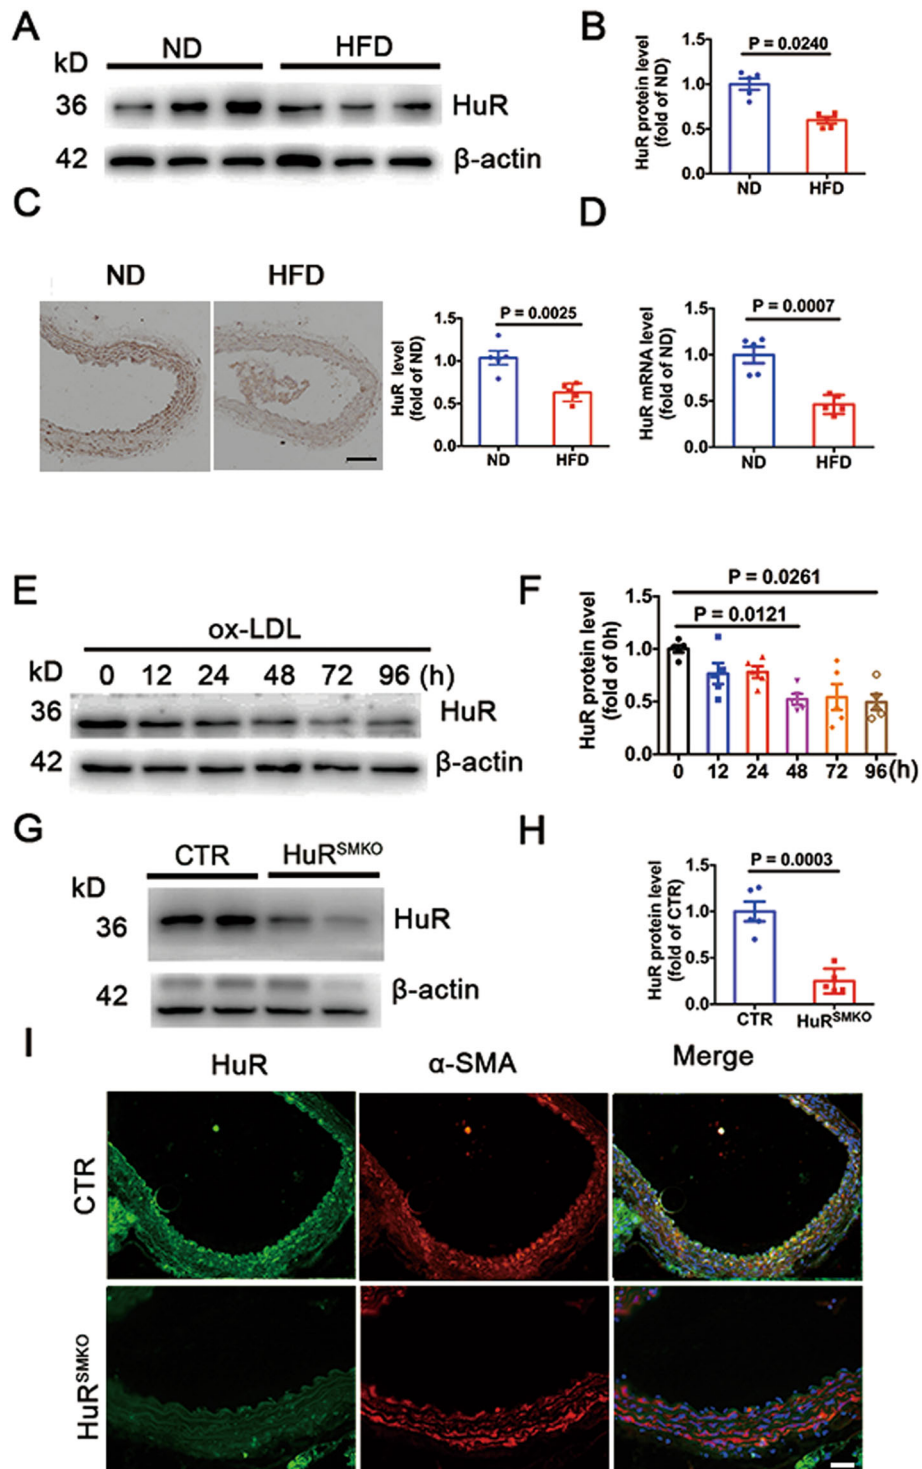 A
ND HFD
kD
36 HuR
42 β-actin
B
HuR protein level
(fold of ND)
1.5
1.0
0.5
0.0
P = 0.0240
ND HFD
C
ND HFD
HuR level
(fold of ND)
1.5
1.0
0.5
0.0
P = 0.0025
ND HFD
D
HuR mRNA level
(fold of ND)
1.5
1.0
0.5
0.0
P = 0.0007
ND HFD
E
ox-LDL
kD 0 12 24 48 72 96 (h)
36 HuR
42 β-actin
F
HuR protein level
(fold of 0h)
1.5
1.0
0.5
0.0
P = 0.0261
P = 0.0121
0 12 24 48 72 96(h)
G
CTR HuRSMKO
kD
36 HuR
42 β-actin
H
HuR protein level
(fold of CTR)
1.5
1.0
0.5
0.0
P = 0.0003
CTR HuRSMKO
I
HuR α-SMA Merge
CTR
HuRSMKO